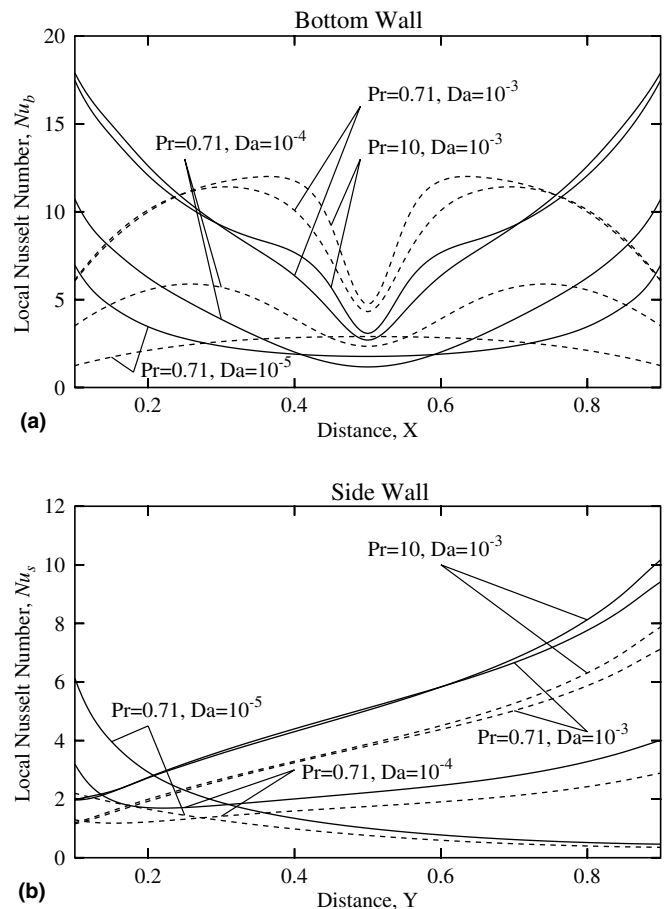 Bottom Wall
20
15
10
5
0
Local Nusselt Number, Nu_b
Pr=0.71, Da=10^-3
Pr=0.71, Da=10^-4
Pr=10, Da=10^-3
Pr=0.71, Da=10^-5
0.2 0.4 0.6 0.8
(a)
Distance, X
Side Wall
12
10
8
6
4
2
0
Local Nusselt Number, Nu_s
Pr=10, Da=10^-3
Pr=0.71, Da=10^-5
Pr=0.71, Da=10^-3
Pr=0.71, Da=10^-4
0.2 0.4 0.6 0.8
(b)
Distance, Y